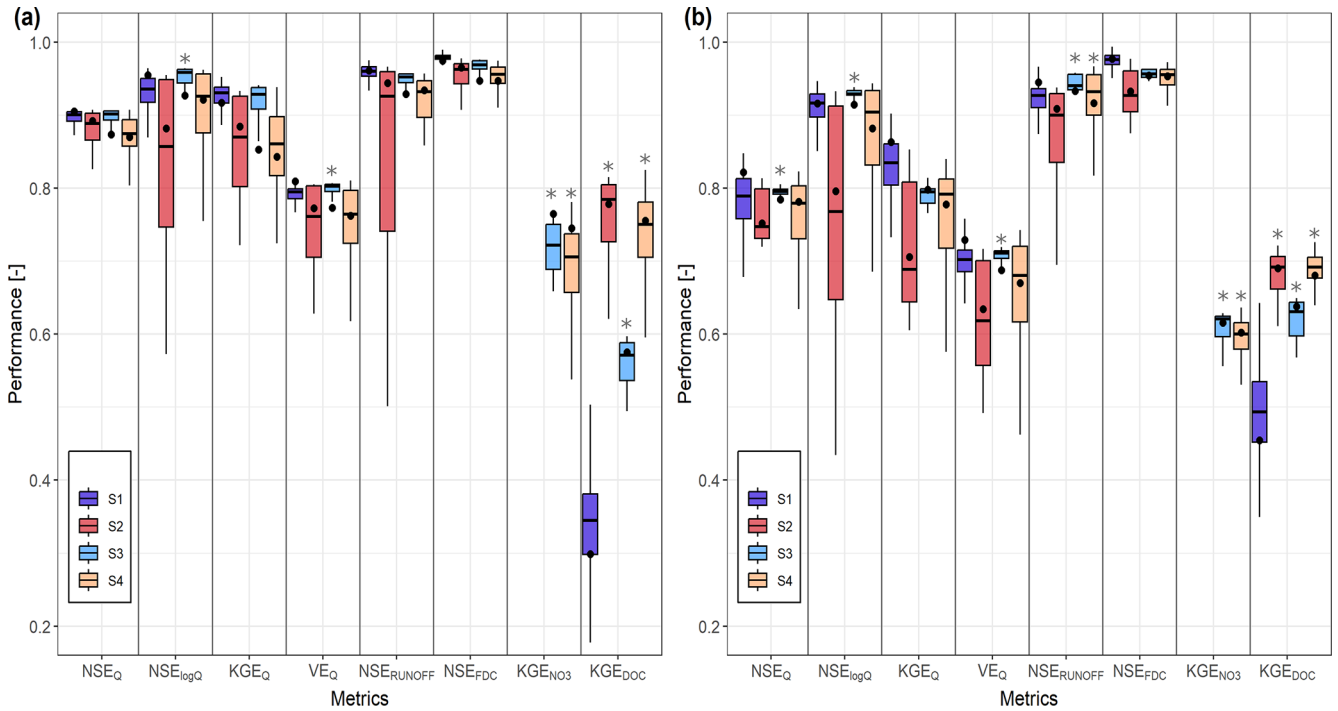 (a)
1.0
0.8
0.6
0.4
0.2
Performance [-]
S1
S2
S3
S4
* * * * * * *
NSE_Q NSE_logQ KGE_Q VE_Q NSE_RUNOFF NSE_FDC KGE_NO3 KGE_DOC
Metrics
(b)
1.0
0.8
0.6
0.4
0.2
Performance [-]
S1
S2
S3
S4
* * * * * * * * * *
NSE_Q NSE_logQ KGE_Q VE_Q NSE_RUNOFF NSE_FDC KGE_NO3 KGE_DOC
Metrics